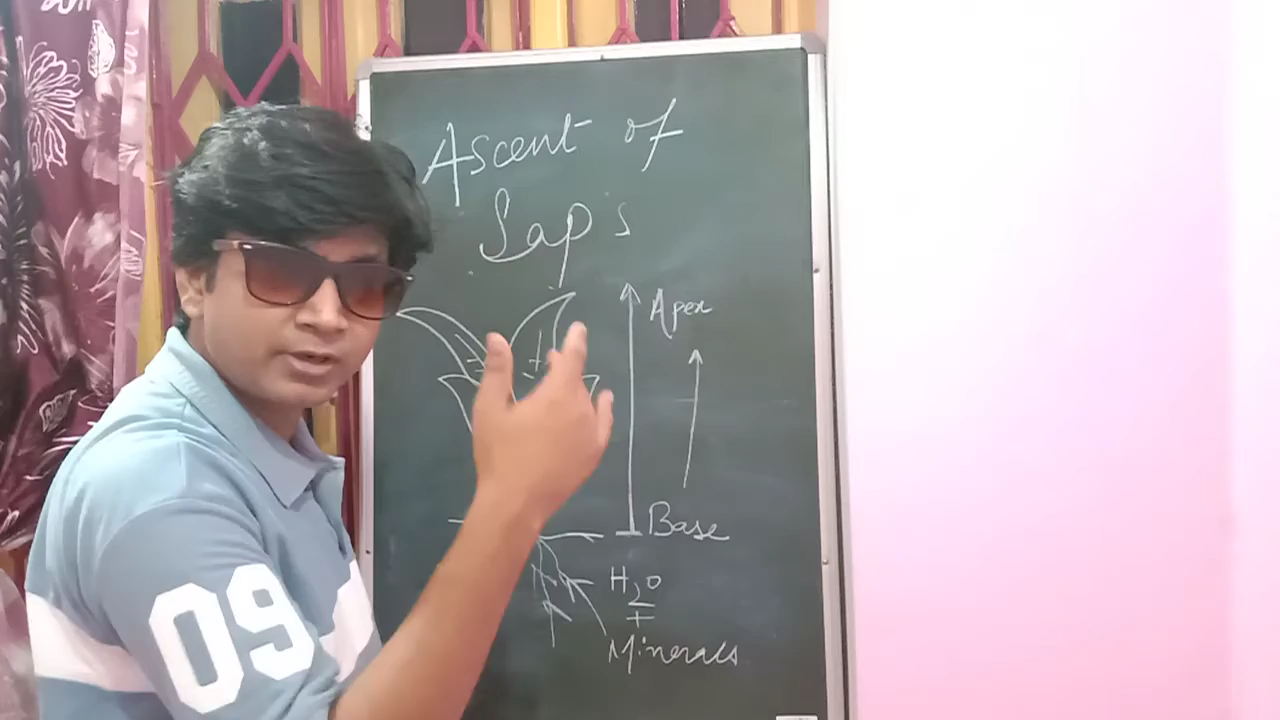 Ascent of
Sap's
Apex
Base
H2O
+
Minerals
09